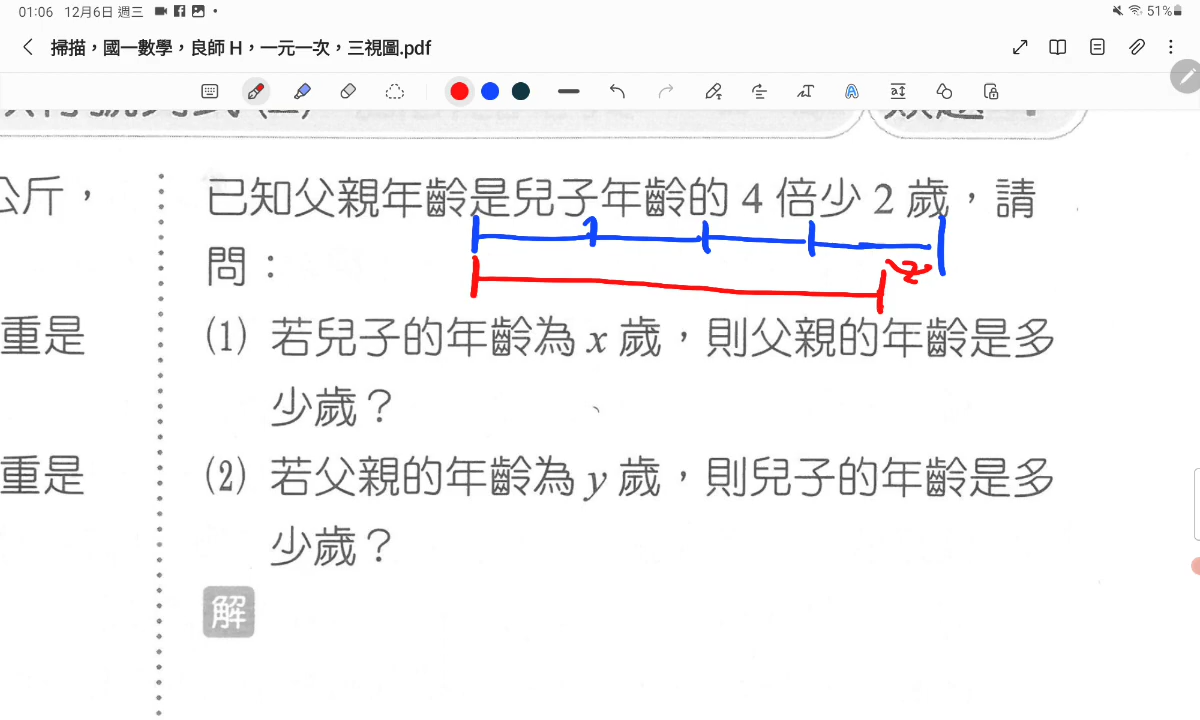 01:06 12月6日 週三 51%
掃描，國一數學，良師 H，一元一次，三視圖.pdf
公斤，
已知父親年齡是兒子年齡的 4 倍少 2 歲，請
問：
2
重是
(1) 若兒子的年齡為 x 歲，則父親的年齡是多
少歲？
重是
(2) 若父親的年齡為 y 歲，則兒子的年齡是多
少歲？
解